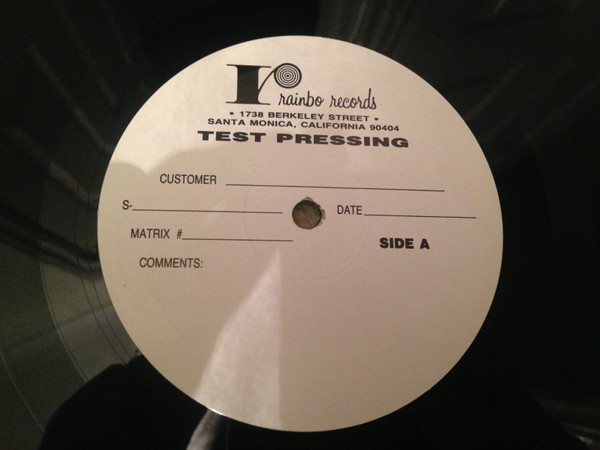 r rainbo records
• 1738 BERKELEY STREET •
SANTA MONICA, CALIFORNIA 90404
TEST PRESSING
CUSTOMER
S- DATE
MATRIX #
SIDE A
COMMENTS: